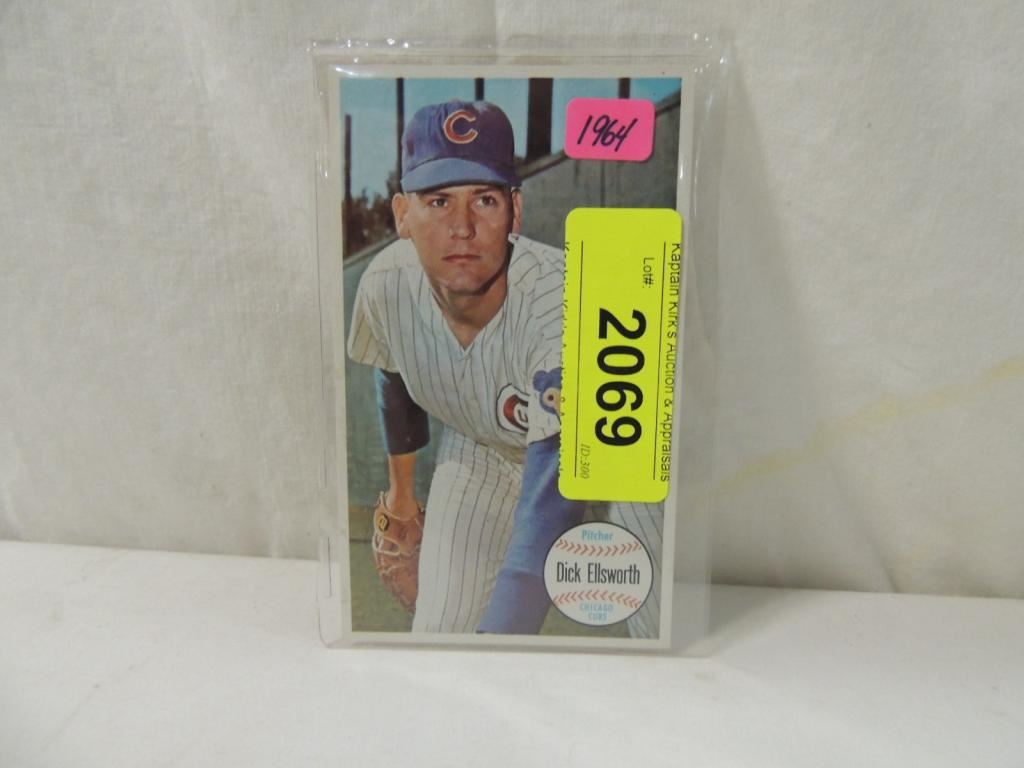 C
1964
Kaptain Kirk's Auction & Appraisals
Lot#:
2069
ID:300
Pitcher
Dick Ellsworth
CHICAGO
CUBS